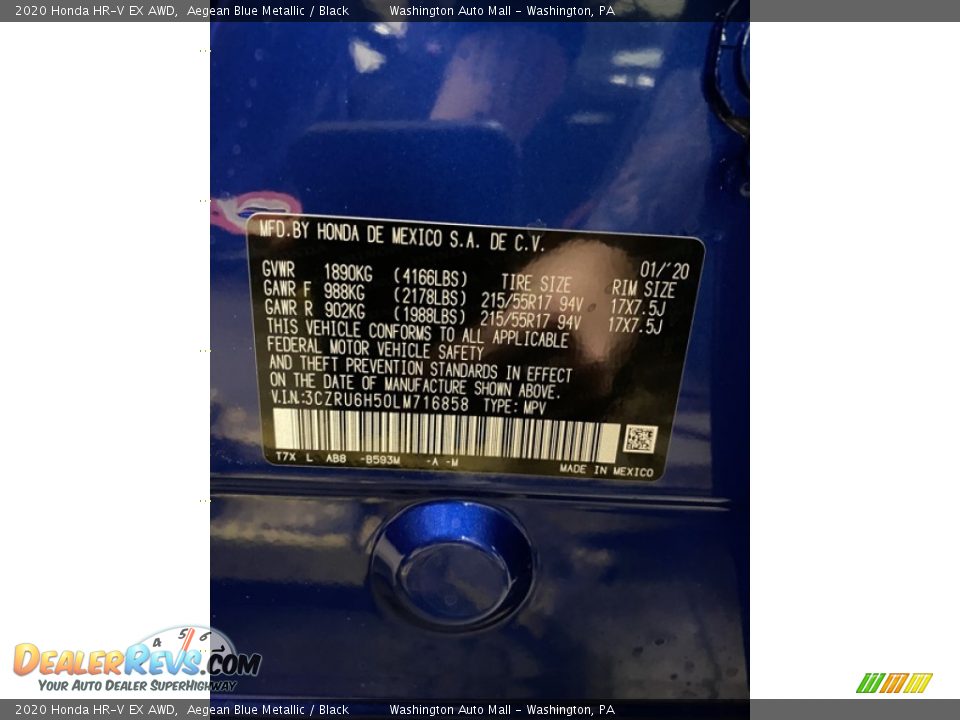 2020 Honda HR-V EX AWD, Aegean Blue Metallic / Black Washington Auto Mall - Washington, PA
MFD. BY HONDA DE MEXICO S.A. DE C.V.
01/'20
GVWR 1890KG (4166LBS) TIRE SIZE RIM SIZE
GAWR F 988KG (2178LBS) 215/55R17 94V 17X7.5J
GAWR R 902KG (1988LBS) 215/55R17 94V 17X7.5J
THIS VEHICLE CONFORMS TO ALL APPLICABLE
FEDERAL MOTOR VEHICLE SAFETY
AND THEFT PREVENTION STANDARDS IN EFFECT
ON THE DATE OF MANUFACTURE SHOWN ABOVE.
V.I.N.:3CZRU6H50LM716858 TYPE: MPV
T7X L AB8 -B593M -A -M
MADE IN MEXICO
4 5 6
DEALERREVS.COM
YOUR AUTO DEALER SUPERHIGHWAY
2020 Honda HR-V EX AWD, Aegean Blue Metallic / Black Washington Auto Mall - Washington, PA